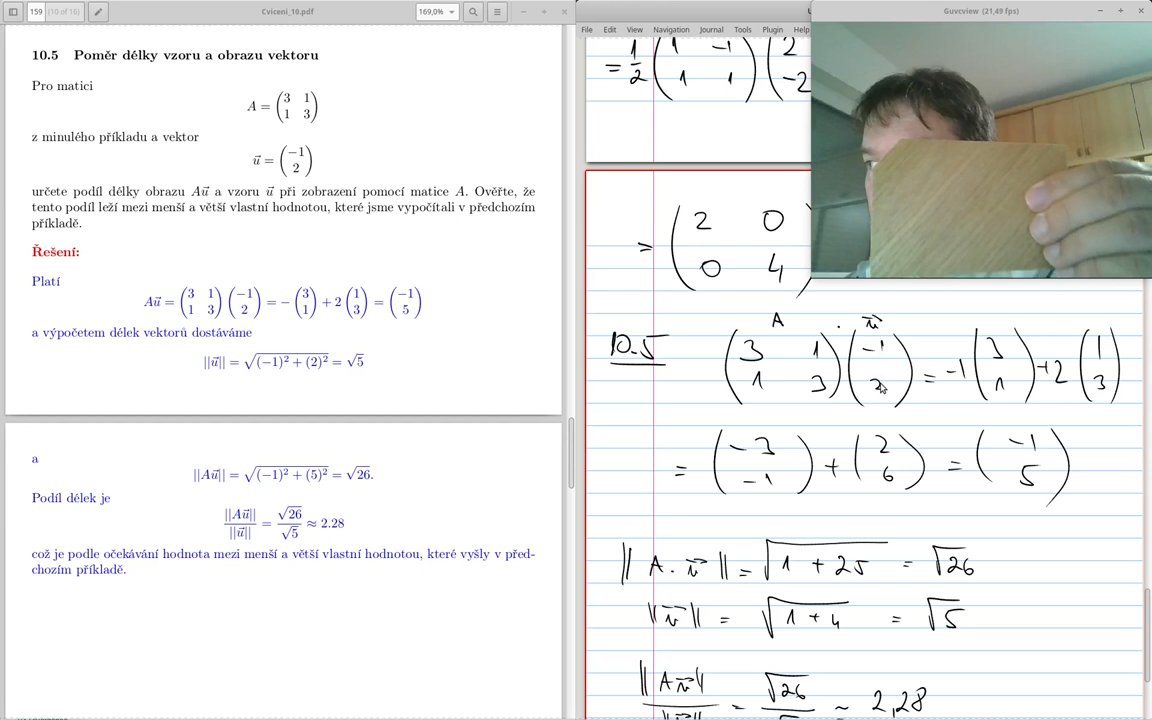 159 (10 of 16)
Cviceni_10.pdf
169,0%
10.5 Poměr délky vzoru a obrazu vektoru
Pro matici
A = (3 1
1 3)
z minulého příkladu a vektor
u⃗ = (−1
2)
určete podíl délky obrazu Au⃗ a vzoru u⃗ při zobrazení pomocí matice A. Ověřte, že
tento podíl leží mezi menší a větší vlastní hodnotou, které jsme vypočítali v předchozím
příkladě.
Řešení:
Platí
Au⃗ = (3 1
1 3) (−1
2) = − (3
1) + 2 (1
3) = (−1
5)
a výpočetem délek vektorů dostáváme
||u⃗|| = √(−1)² + (2)² = √5
a
||Au⃗|| = √(−1)² + (5)² = √26.
Podíl délek je
||Au⃗||
||u⃗|| = √26
√5 ≈ 2.28
což je podle očekávání hodnota mezi menší a větší vlastní hodnotou, které vyšly v před-
chozím příkladě.
File Edit View Navigation Journal Tools Plugin Help
Guvcview (21,49 fps)
= 1/2 (1 −1
1 1) (2
−2
= (2 0
0 4)
A . u⃗
10.5 (3 1
1 3) (−1
2) = −1 (3
1) + 2 (1
3)
= (−3
−1) + (2
6) = (−1
5)
|| A . u⃗ || = √1 + 25 = √26
|| u⃗ || = √1 + 4 = √5
|| A u⃗ || = √26 ~ 2,28